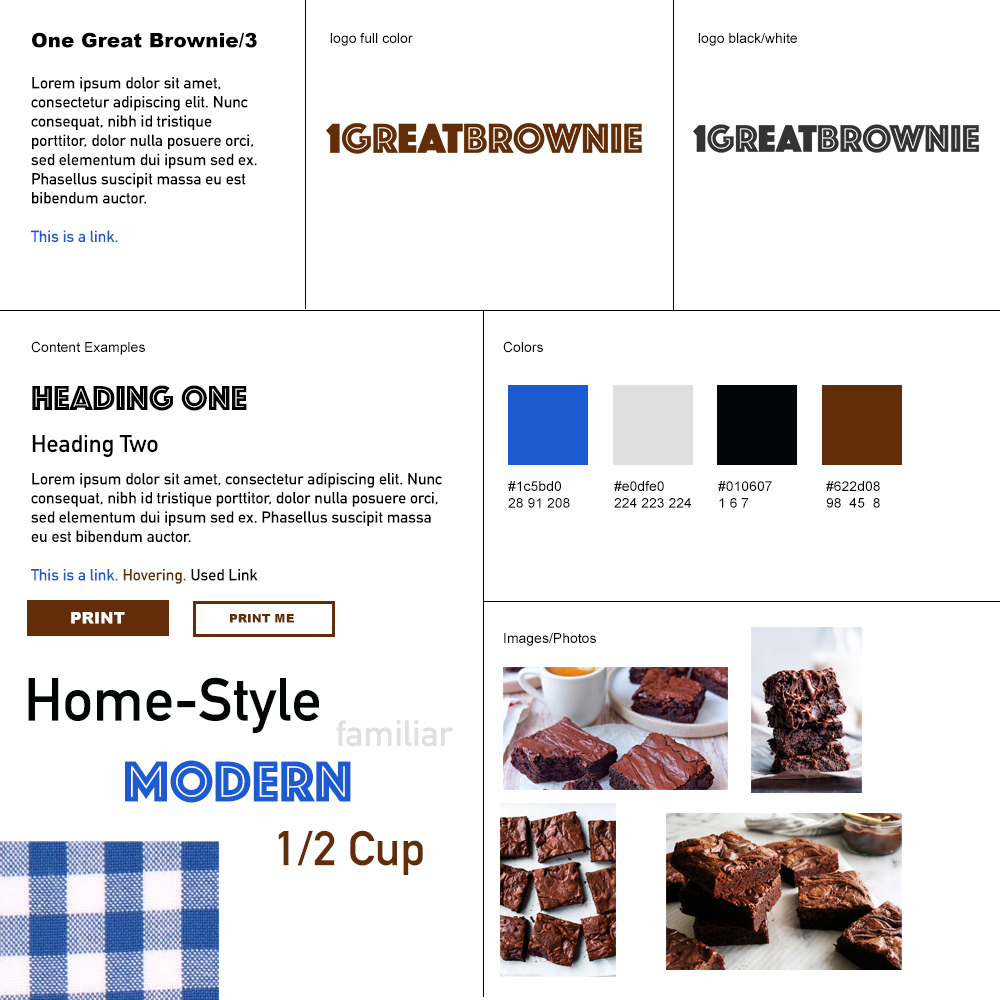 One Great Brownie/3
Lorem ipsum dolor sit amet,
consectetur adipiscing elit. Nunc
consequat, nibh id tristique
porttitor, dolor nulla posuere orci,
sed elementum dui ipsum sed ex.
Phasellus suscipit massa eu est
bibendum auctor.
This is a link.
logo full color
1GREATBROWNIE
logo black/white
1GREATBROWNIE
Content Examples
HEADING ONE
Heading Two
Lorem ipsum dolor sit amet, consectetur adipiscing elit. Nunc
consequat, nibh id tristique porttitor, dolor nulla posuere orci,
sed elementum dui ipsum sed ex. Phasellus suscipit massa
eu est bibendum auctor.
This is a link. Hovering. Used Link
PRINT
PRINT ME
Home-Style
familiar
MODERN
1/2 Cup
Colors
#1c5bd0
28 91 208
#e0dfe0
224 223 224
#010607
1 6 7
#622d08
98 45 8
Images/Photos